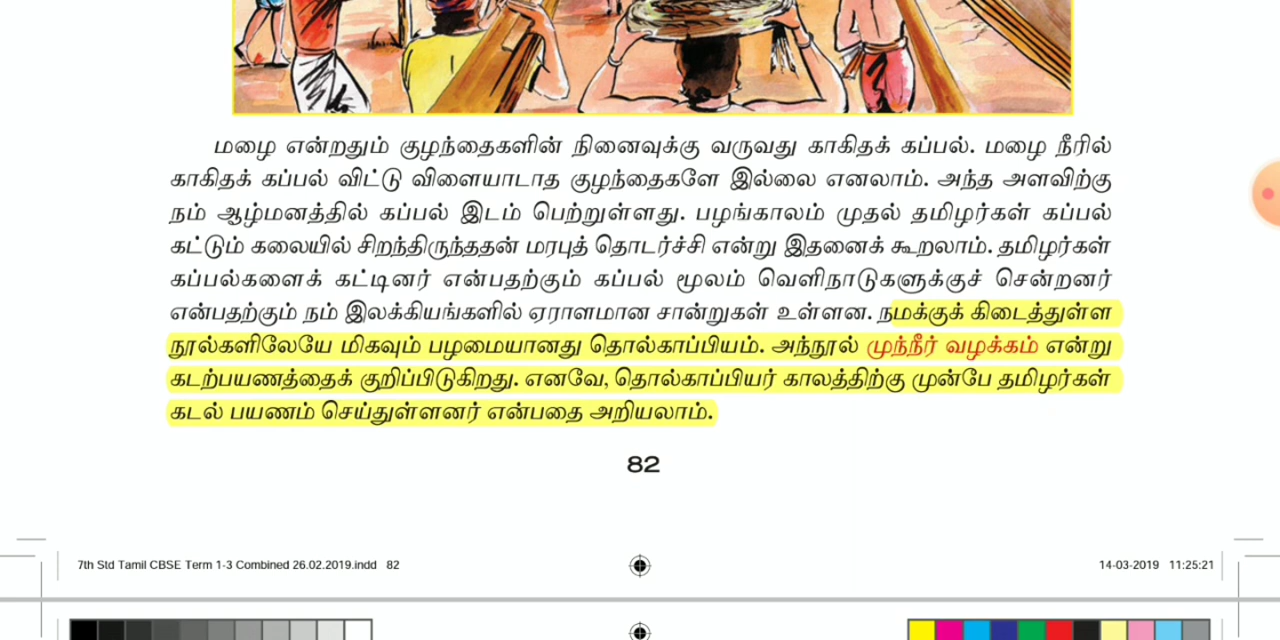 மழை என்றதும் குழந்தைகளின் நினைவுக்கு வருவது காகிதக் கப்பல். மழை நீரில்
காகிதக் கப்பல் விட்டு விளையாடாத குழந்தைகளே இல்லை எனலாம். அந்த அளவிற்கு
நம் ஆழ்மனத்தில் கப்பல் இடம் பெற்றுள்ளது. பழங்காலம் முதல் தமிழர்கள் கப்பல்
கட்டும் கலையில் சிறந்திருந்ததன் மரபுத் தொடர்ச்சி என்று இதனைக் கூறலாம். தமிழர்கள்
கப்பல்களைக் கட்டினர் என்பதற்கும் கப்பல் மூலம் வெளிநாடுகளுக்குச் சென்றனர்
என்பதற்கும் நம் இலக்கியங்களில் ஏராளமான சான்றுகள் உள்ளன. நமக்குக் கிடைத்துள்ள
நூல்களிலேயே மிகவும் பழமையானது தொல்காப்பியம். அந்நூல் முந்நீர் வழக்கம் என்று
கடற்பயணத்தைக் குறிப்பிடுகிறது. எனவே, தொல்காப்பியர் காலத்திற்கு முன்பே தமிழர்கள்
கடல் பயணம் செய்துள்ளனர் என்பதை அறியலாம்.
82
7th Std Tamil CBSE Term 1-3 Combined 26.02.2019.indd 82 14-03-2019 11:25:21